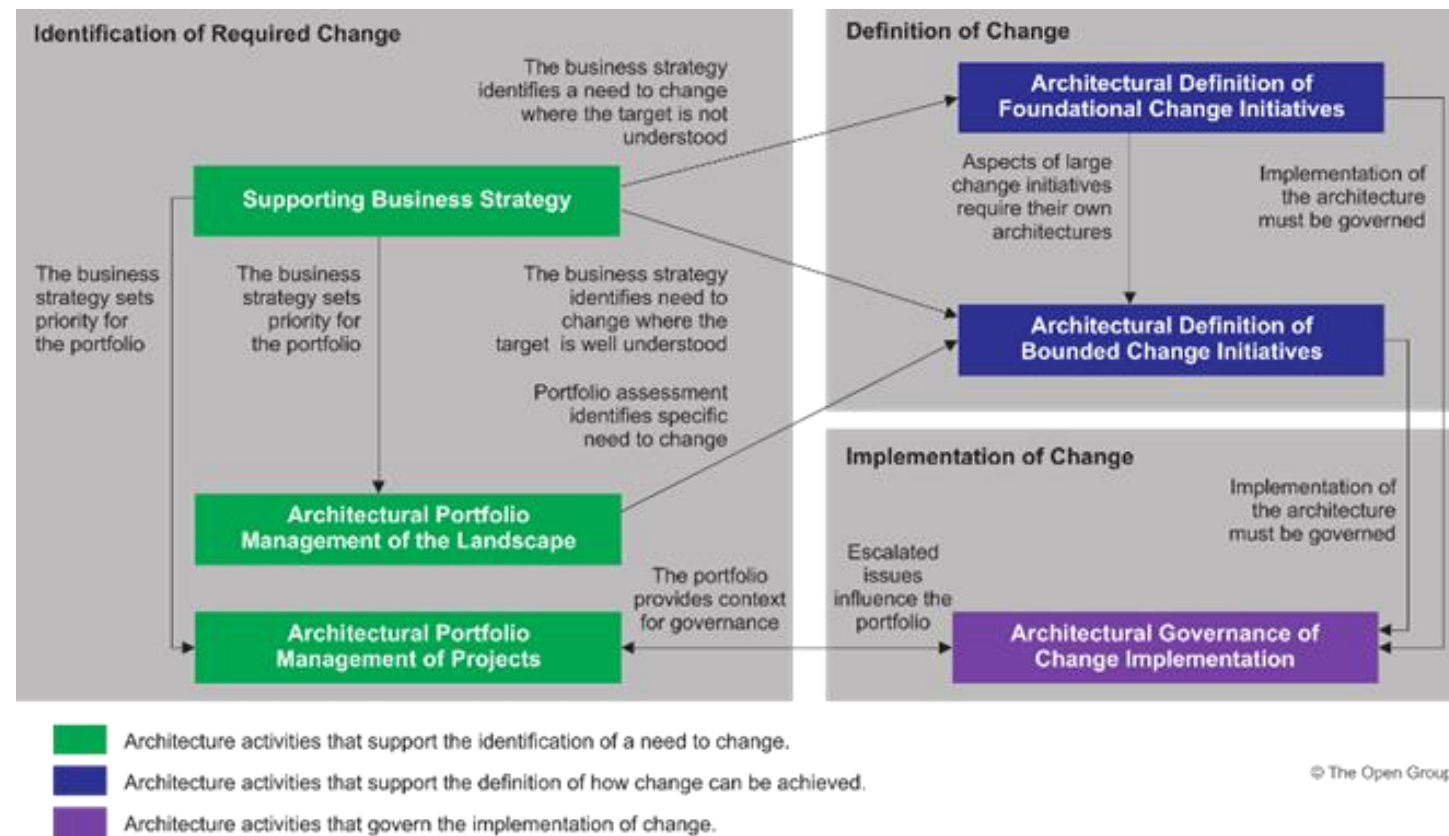 Identification of Required Change
The business strategy
identifies a need to change
where the target is not
understood
Supporting Business Strategy
The business
strategy sets
priority for
the portfolio
The business
strategy sets
priority for
the portfolio
The business strategy
identifies need to
change where the
target is well understood
Portfolio assessment
identifies specific
need to change
Architectural Portfolio
Management of the Landscape
The portfolio
provides context
for governance
Architectural Portfolio
Management of Projects
Definition of Change
Architectural Definition of
Foundational Change Initiatives
Aspects of large
change initiatives
require their own
architectures
Implementation of
the architecture
must be governed
Architectural Definition of
Bounded Change Initiatives
Implementation of Change
Implementation of
the architecture
must be governed
Escalated
issues
influence the
portfolio
Architectural Governance of
Change Implementation
Architecture activities that support the identification of a need to change.
Architecture activities that support the definition of how change can be achieved.
Architecture activities that govern the implementation of change.
© The Open Group